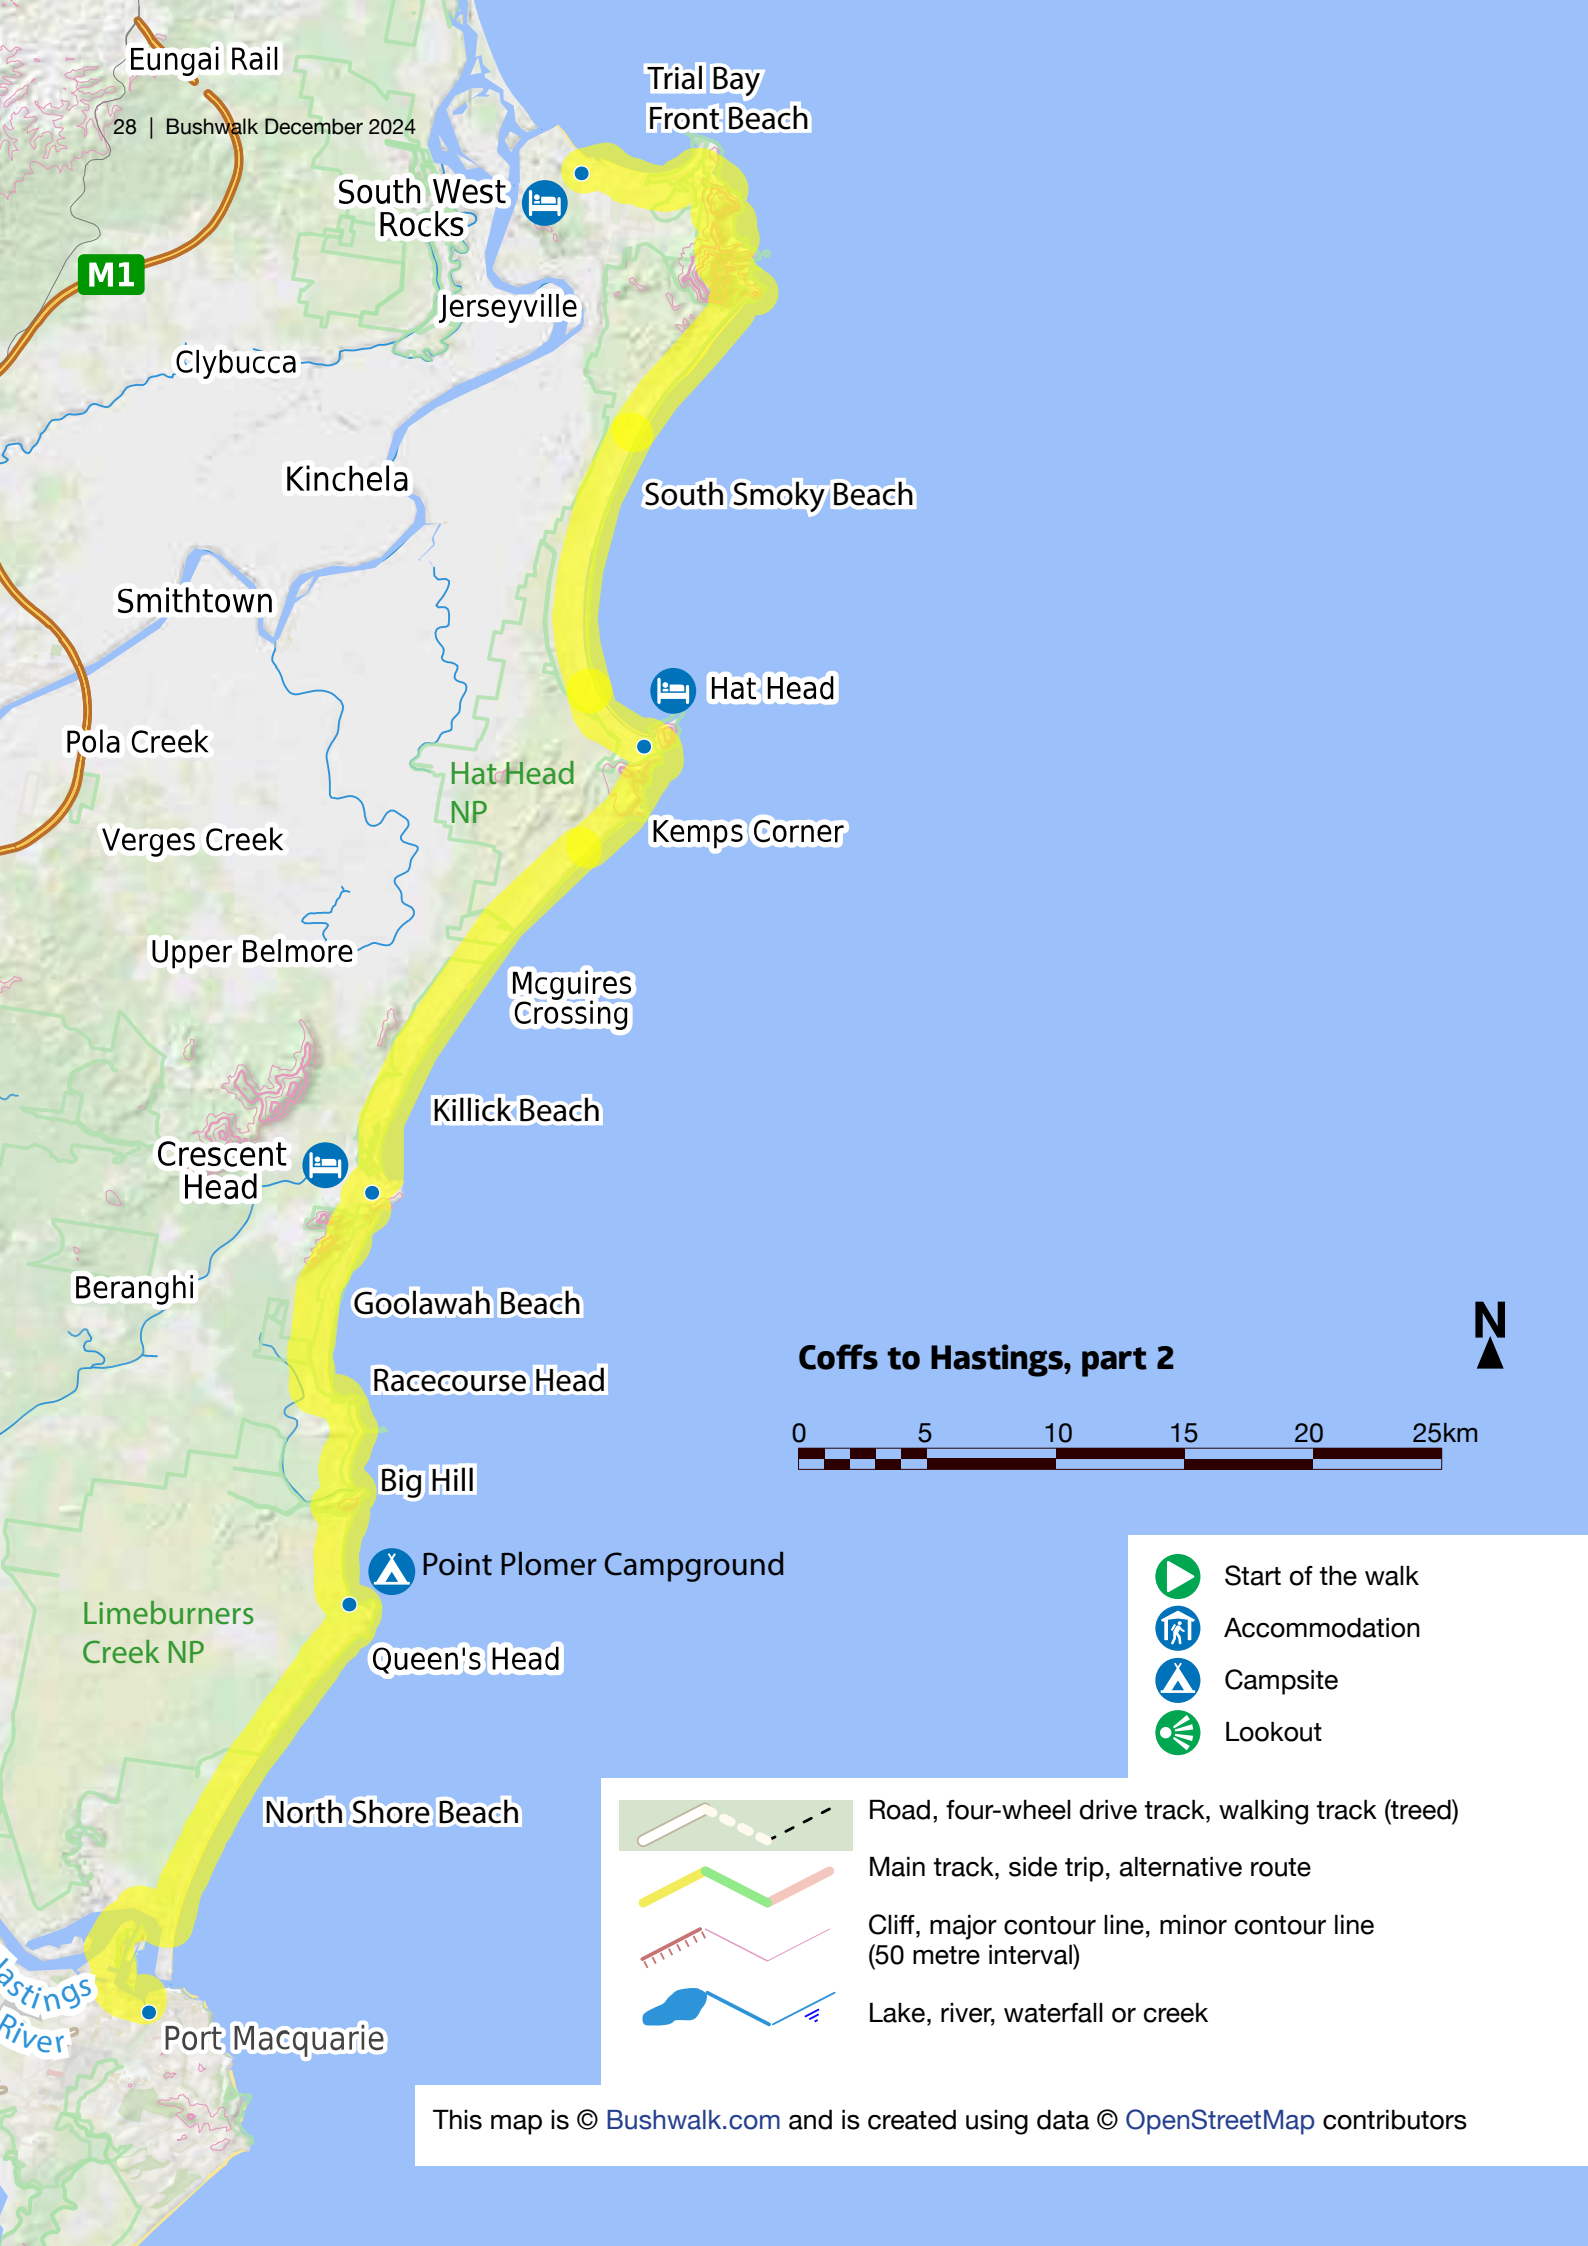 Eungai Rail
28 | Bushwalk December 2024
Trial Bay
Front Beach
South West
Rocks
M1
Jerseyville
Clybucca
Kinchela
South Smoky Beach
Smithtown
Hat Head
Pola Creek
Hat Head
NP
Verges Creek
Kemps Corner
Upper Belmore
Mcguires
Crossing
Killick Beach
Crescent
Head
Beranghi
Goolawah Beach
Racecourse Head
Big Hill
Point Plomer Campground
Limeburners
Creek NP
Queen's Head
North Shore Beach
Hastings
River
Port Macquarie
Coffs to Hastings, part 2
N
0 5 10 15 20 25km
Start of the walk
Accommodation
Campsite
Lookout
Road, four-wheel drive track, walking track (treed)
Main track, side trip, alternative route
Cliff, major contour line, minor contour line
(50 metre interval)
Lake, river, waterfall or creek
This map is © Bushwalk.com and is created using data © OpenStreetMap contributors